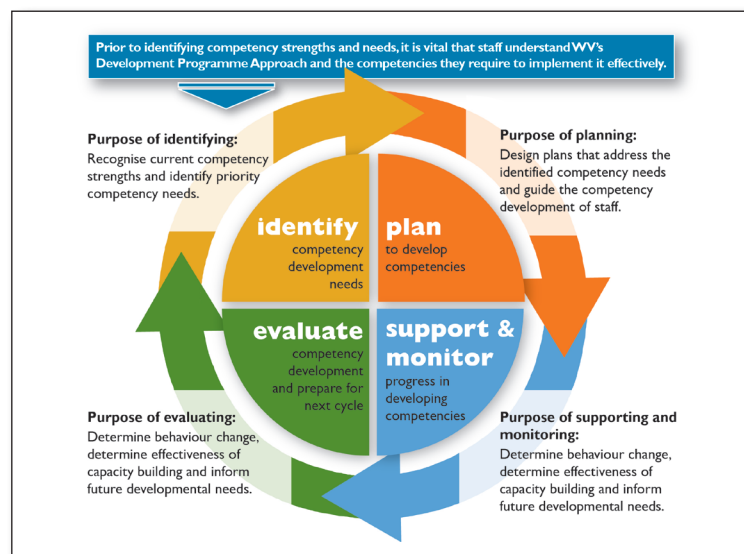 Prior to identifying competency strengths and needs, it is vital that staff understand WV's
Development Programme Approach and the competencies they require to implement it effectively.
Purpose of identifying:
Recognise current competency
strengths and identify priority
competency needs.
Purpose of planning:
Design plans that address the
identified competency needs
and guide the competency
development of staff.
identify
competency
development
needs
plan
to develop
competencies
evaluate
competency
development
and prepare for
next cycle
support &
monitor
progress in
developing
competencies
Purpose of evaluating:
Determine behaviour change,
determine effectiveness of
capacity building and inform
future developmental needs.
Purpose of supporting and
monitoring:
Determine behaviour change,
determine effectiveness of
capacity building and inform
future developmental needs.